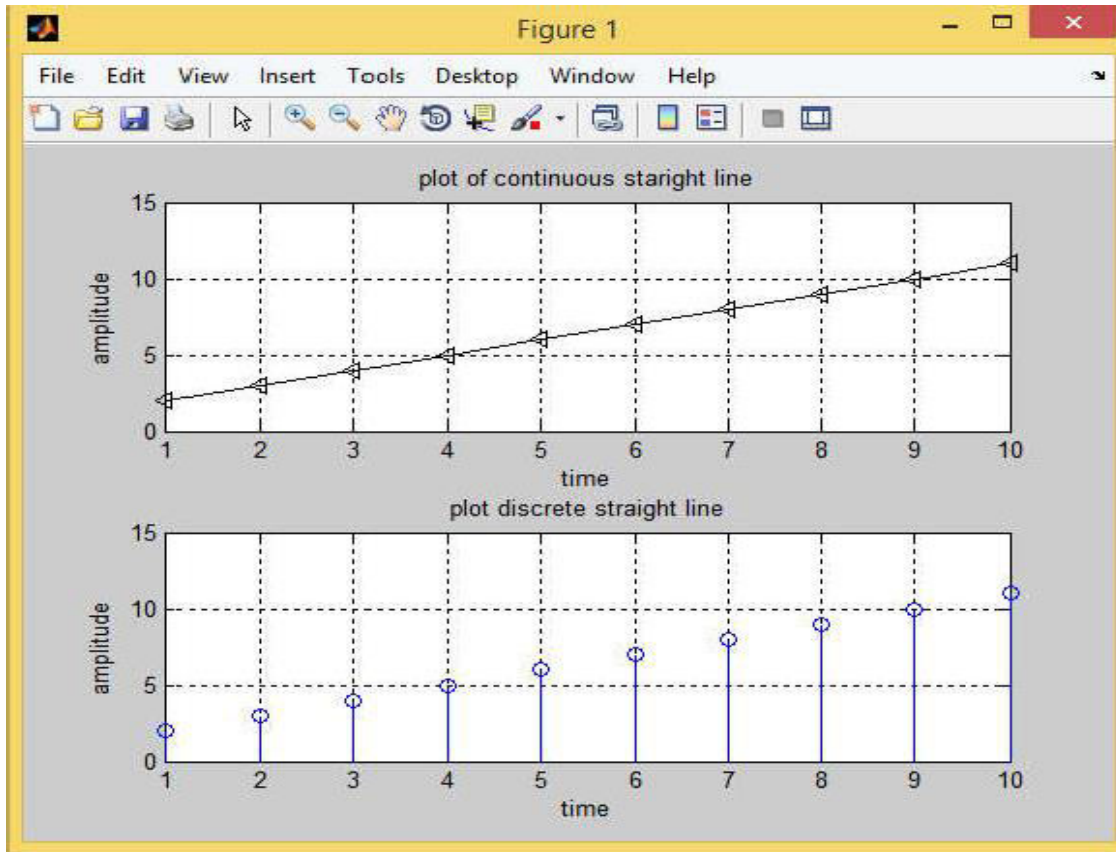 Figure 1
File Edit View Insert Tools Desktop Window Help
plot of continuous staright line
15
10
5
0
amplitude
1 2 3 4 5 6 7 8 9 10
time
plot discrete straight line
15
10
5
0
amplitude
1 2 3 4 5 6 7 8 9 10
time